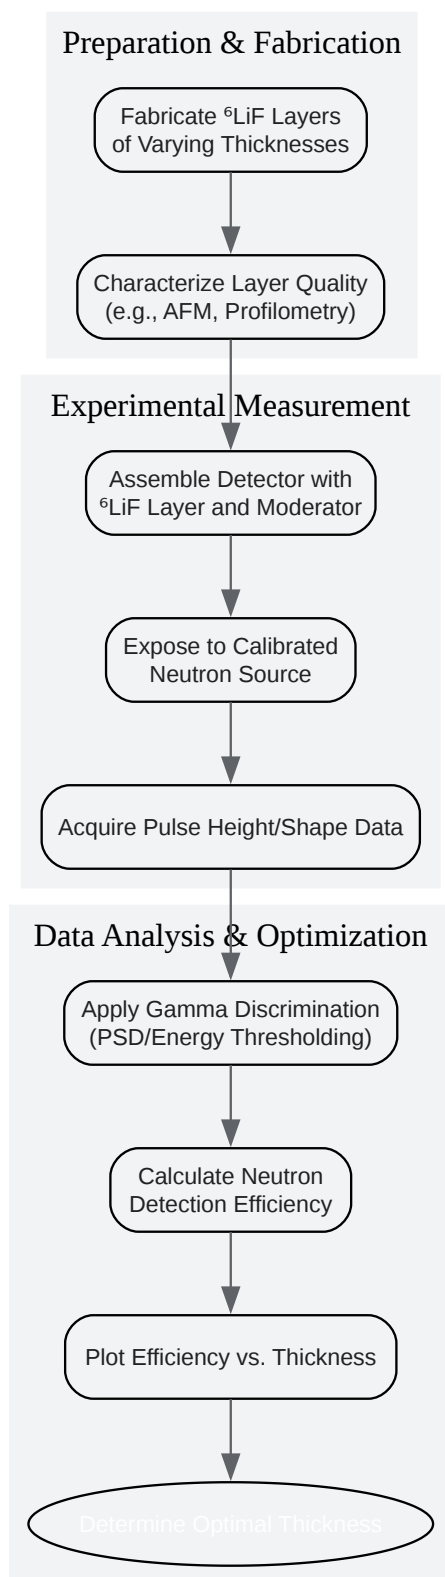 Preparation & Fabrication
Fabricate ⁶LiF Layers
of Varying Thicknesses
Characterize Layer Quality
(e.g., AFM, Profilometry)
Experimental Measurement
Assemble Detector with
⁶LiF Layer and Moderator
Expose to Calibrated
Neutron Source
Acquire Pulse Height/Shape Data
Data Analysis & Optimization
Apply Gamma Discrimination
(PSD/Energy Thresholding)
Calculate Neutron
Detection Efficiency
Plot Efficiency vs. Thickness
Determine Optimal Thickness